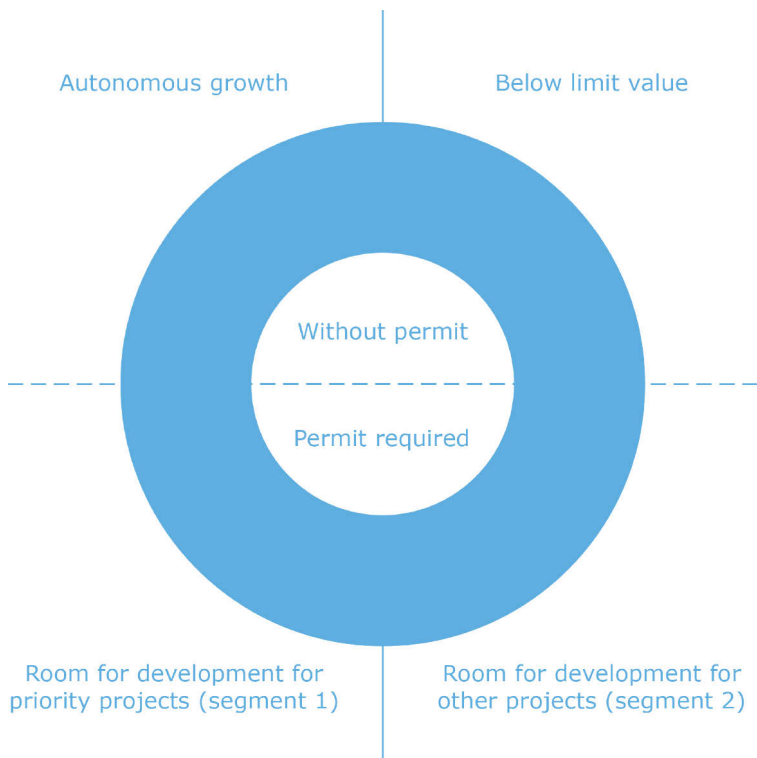 Autonomous growth
Below limit value
Without permit
Permit required
Room for development for
priority projects (segment 1)
Room for development for
other projects (segment 2)